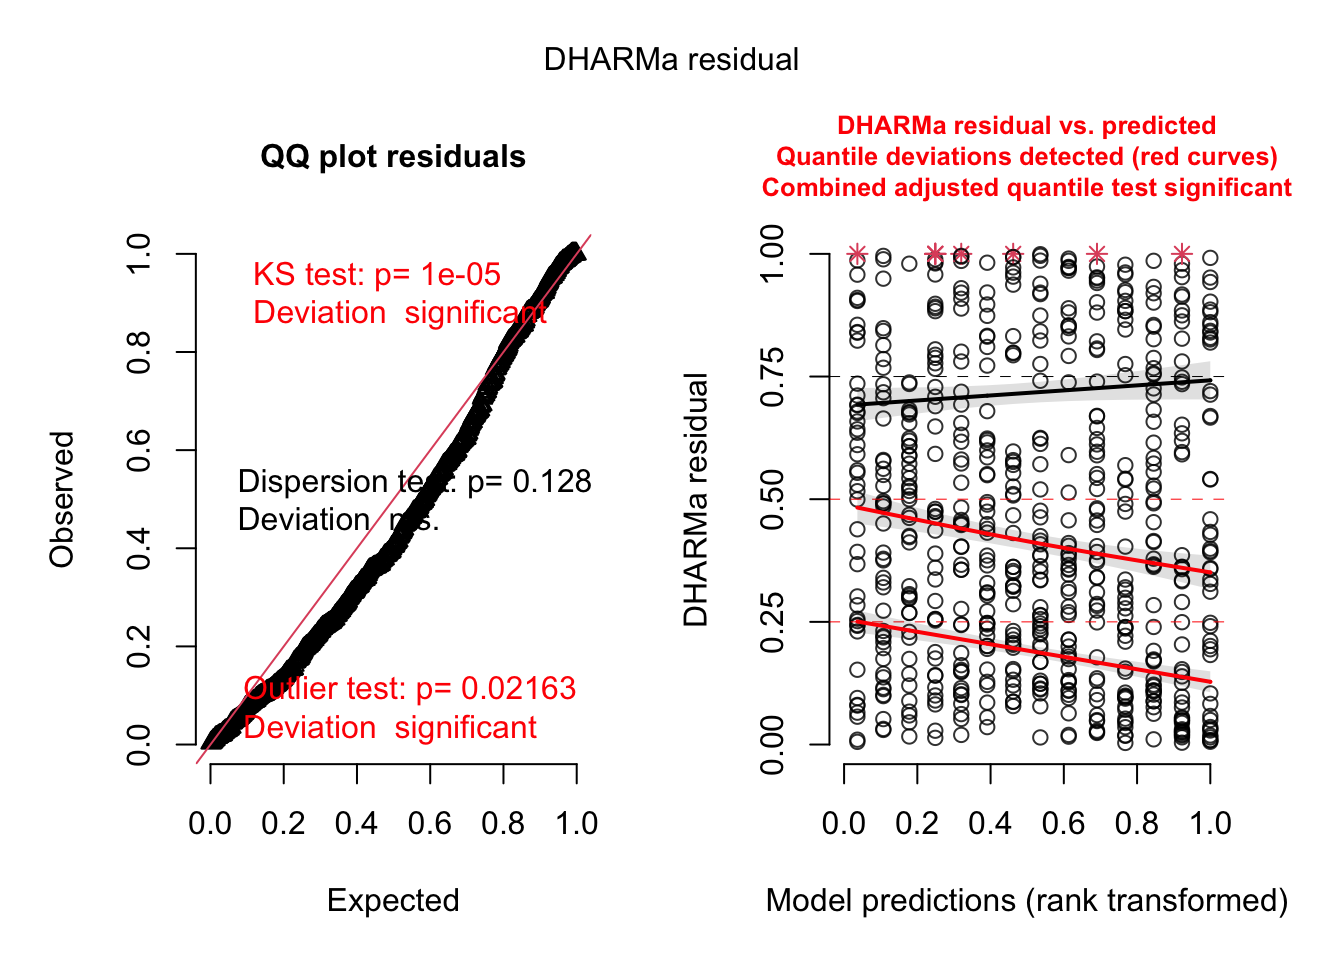 DHARMa residual
QQ plot residuals
KS test: p= 1e-05
Deviation  significant
Dispersion test: p= 0.128
Deviation  n.s.
Outlier test: p= 0.02163
Deviation  significant
Observed
0.0 0.2 0.4 0.6 0.8 1.0
0.0 0.2 0.4 0.6 0.8 1.0
Expected
DHARMa residual vs. predicted
Quantile deviations detected (red curves)
Combined adjusted quantile test significant
DHARMa residual
0.00 0.25 0.50 0.75 1.00
0.0 0.2 0.4 0.6 0.8 1.0
Model predictions (rank transformed)